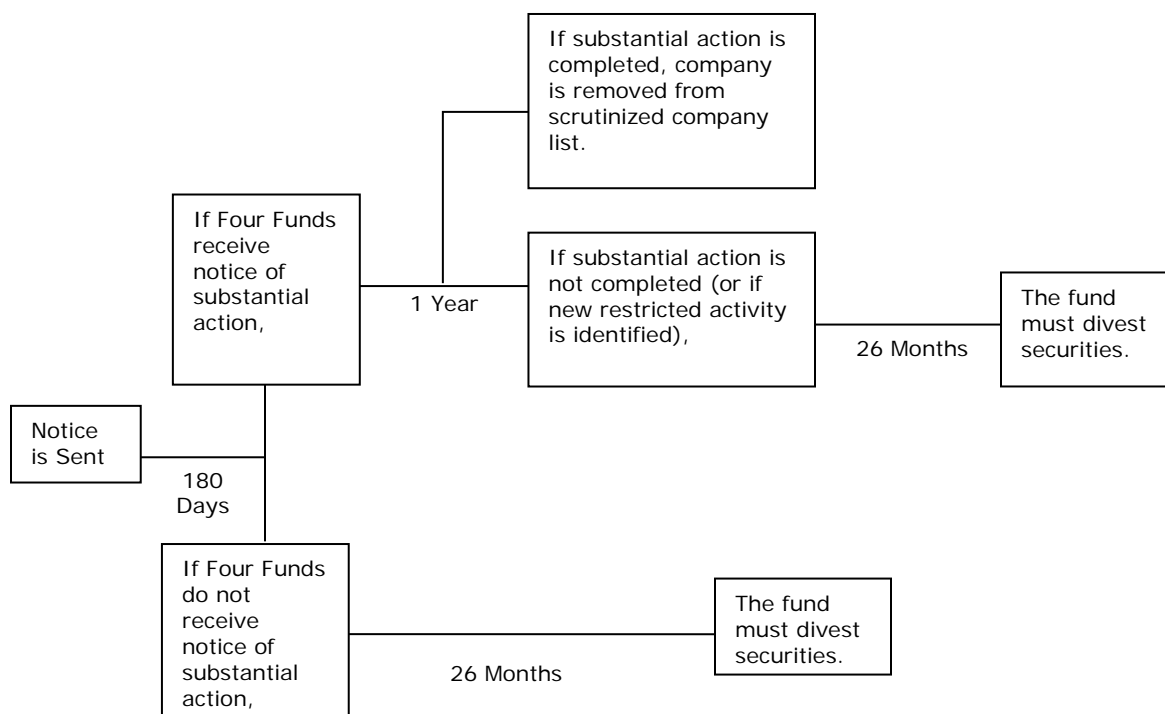 Notice
is Sent
180
Days
If Four Funds
receive
notice of
substantial
action,
1 Year
If substantial action is
completed, company
is removed from
scrutinized company
list.
If substantial action is
not completed (or if
new restricted activity
is identified),
26 Months
The fund
must divest
securities.
If Four Funds
do not
receive
notice of
substantial
action,
26 Months
The fund
must divest
securities.